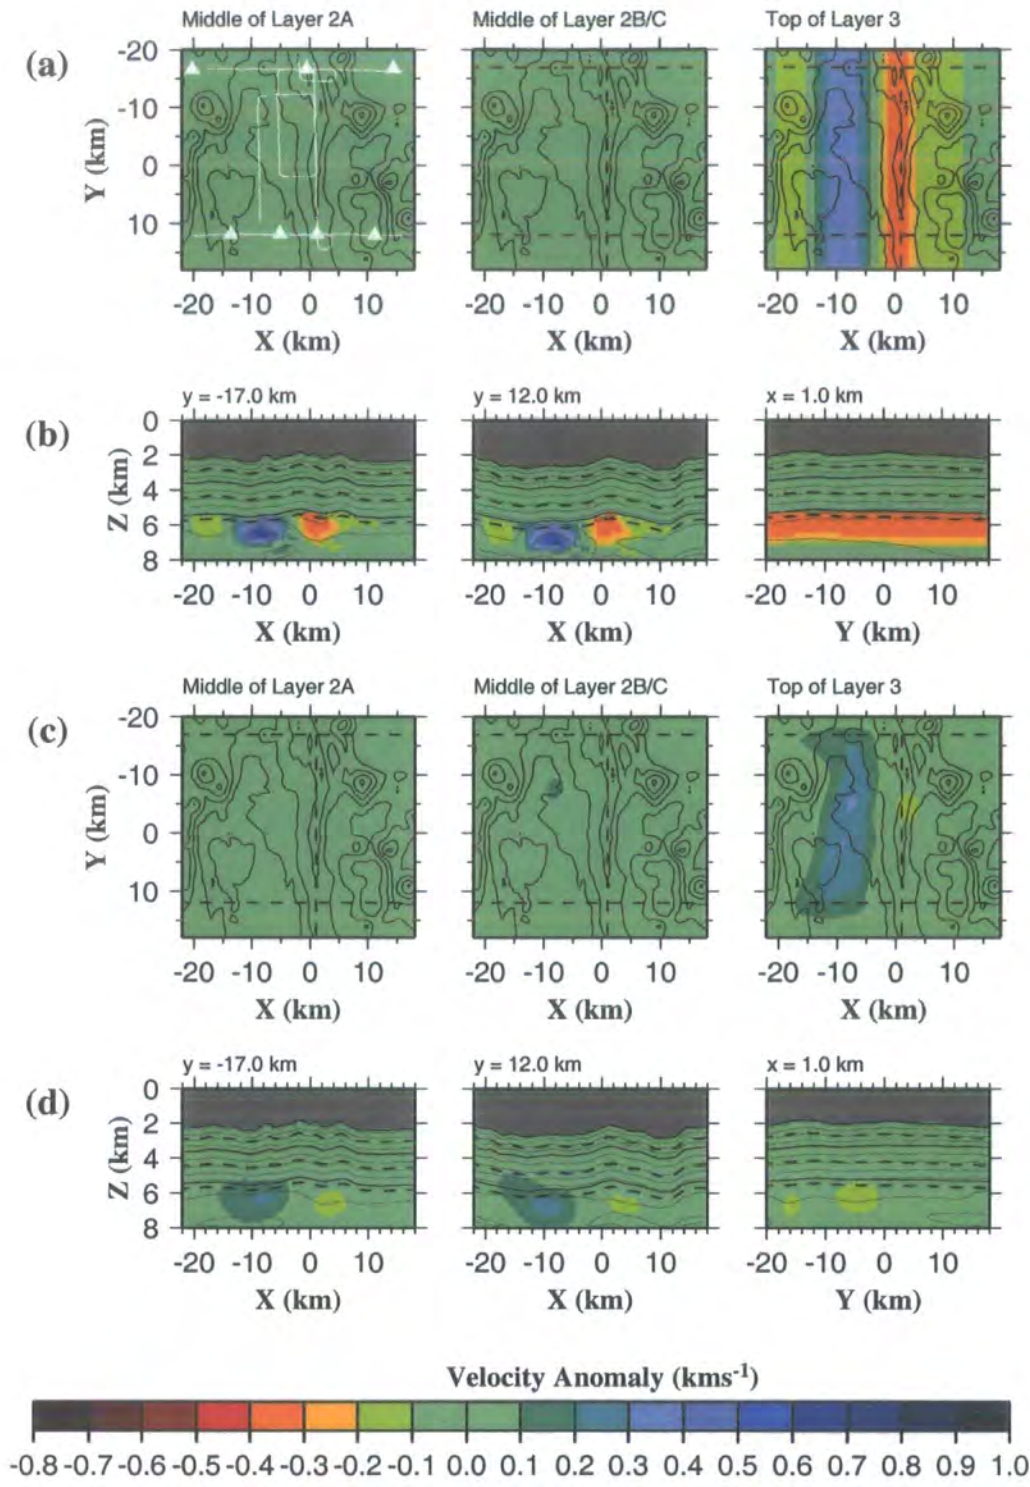 Middle of Layer 2A Middle of Layer 2B/C Top of Layer 3
(a)
-20
-10
0
10
Y (km)
-20 -10 0 10 -20 -10 0 10 -20 -10 0 10
X (km) X (km) X (km)
y = -17.0 km y = 12.0 km x = 1.0 km
(b)
0
2
4
6
8
Z (km)
-20 -10 0 10 -20 -10 0 10 -20 -10 0 10
X (km) X (km) Y (km)
Middle of Layer 2A Middle of Layer 2B/C Top of Layer 3
(c)
-20
-10
0
10
Y (km)
-20 -10 0 10 -20 -10 0 10 -20 -10 0 10
X (km) X (km) X (km)
y = -17.0 km y = 12.0 km x = 1.0 km
(d)
0
2
4
6
8
Z (km)
-20 -10 0 10 -20 -10 0 10 -20 -10 0 10
X (km) X (km) Y (km)
Velocity Anomaly (kms⁻¹)
-0.8 -0.7 -0.6 -0.5 -0.4 -0.3 -0.2 -0.1 0.0 0.1 0.2 0.3 0.4 0.5 0.6 0.7 0.8 0.9 1.0